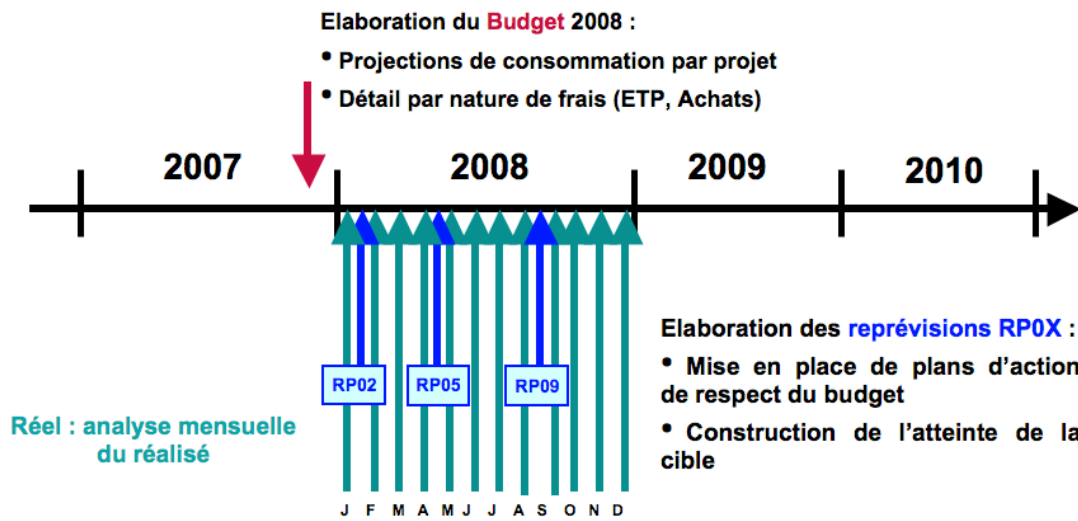 Elaboration du Budget 2008 :
• Projections de consommation par projet
• Détail par nature de frais (ETP, Achats)
2007 2008 2009 2010
RP02 RP05 RP09
Elaboration des reprévisions RP0X :
• Mise en place de plans d'action
de respect du budget
• Construction de l'atteinte de la
cible
Réel : analyse mensuelle
du réalisé
J F M A M J J A S O N D